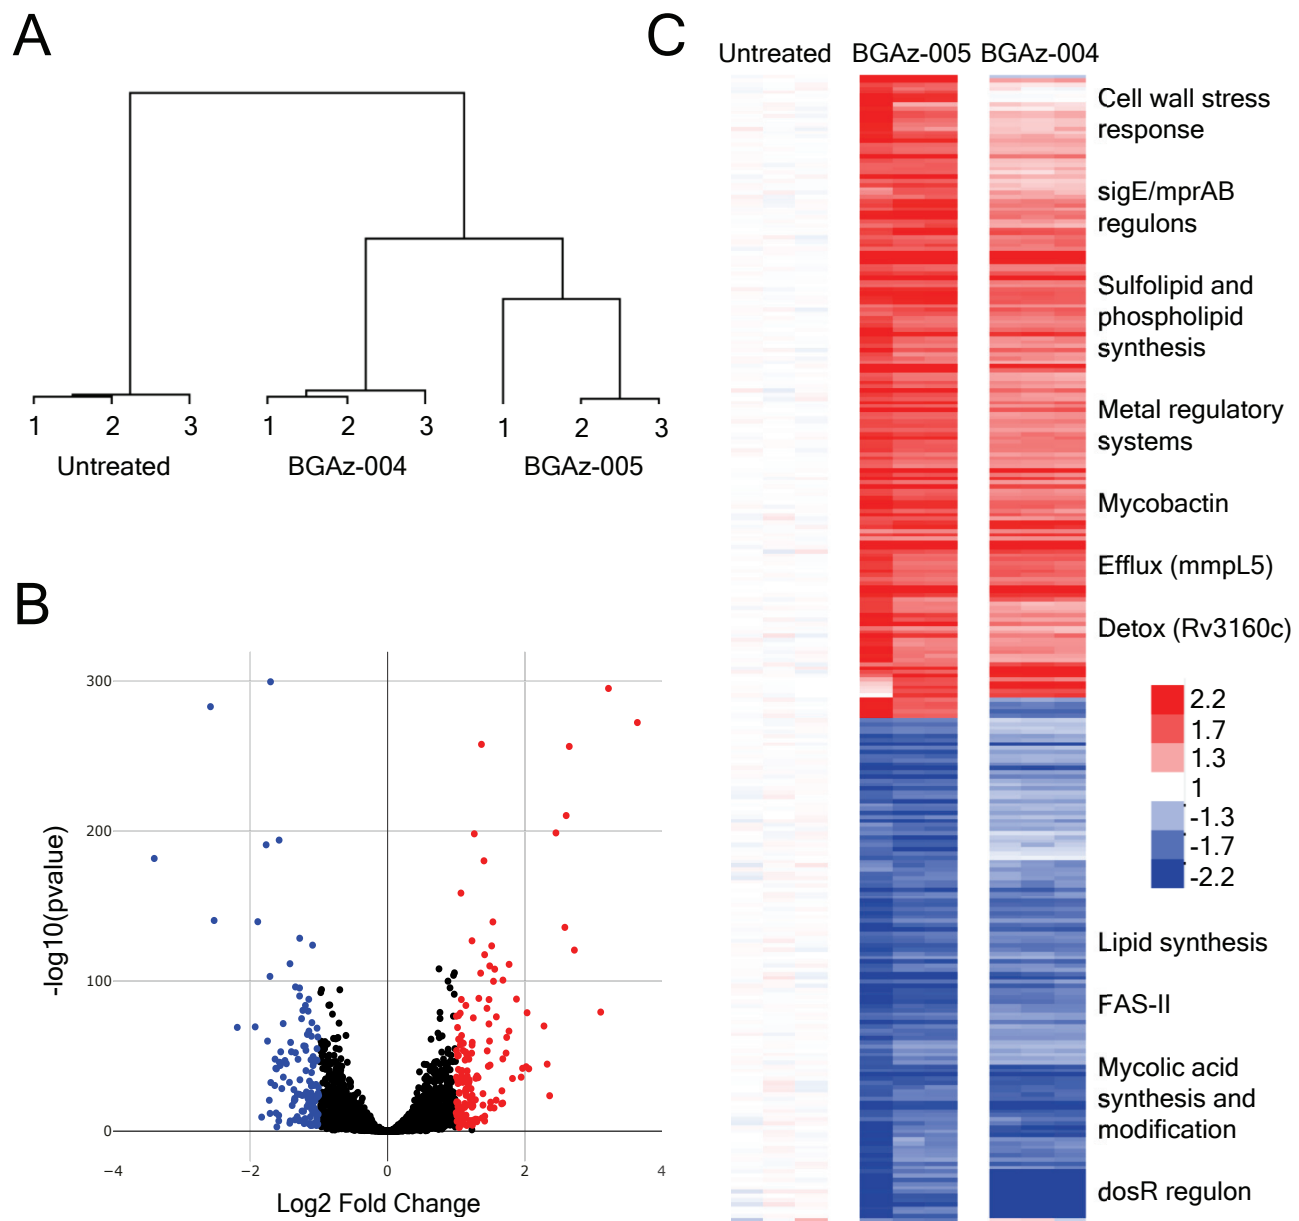 A
1 2 3 1 2 3 1 2 3
Untreated BGAz-004 BGAz-005
B
300
200
100
0
−4 −2 0 2 4
-log10(pvalue)
Log2 Fold Change
C
Untreated BGAz-005 BGAz-004
Cell wall stress
response
sigE/mprAB
regulons
Sulfolipid and
phospholipid
synthesis
Metal regulatory
systems
Mycobactin
Efflux (mmpL5)
Detox (Rv3160c)
2.2
1.7
1.3
1
-1.3
-1.7
-2.2
Lipid synthesis
FAS-II
Mycolic acid
synthesis and
modification
dosR regulon